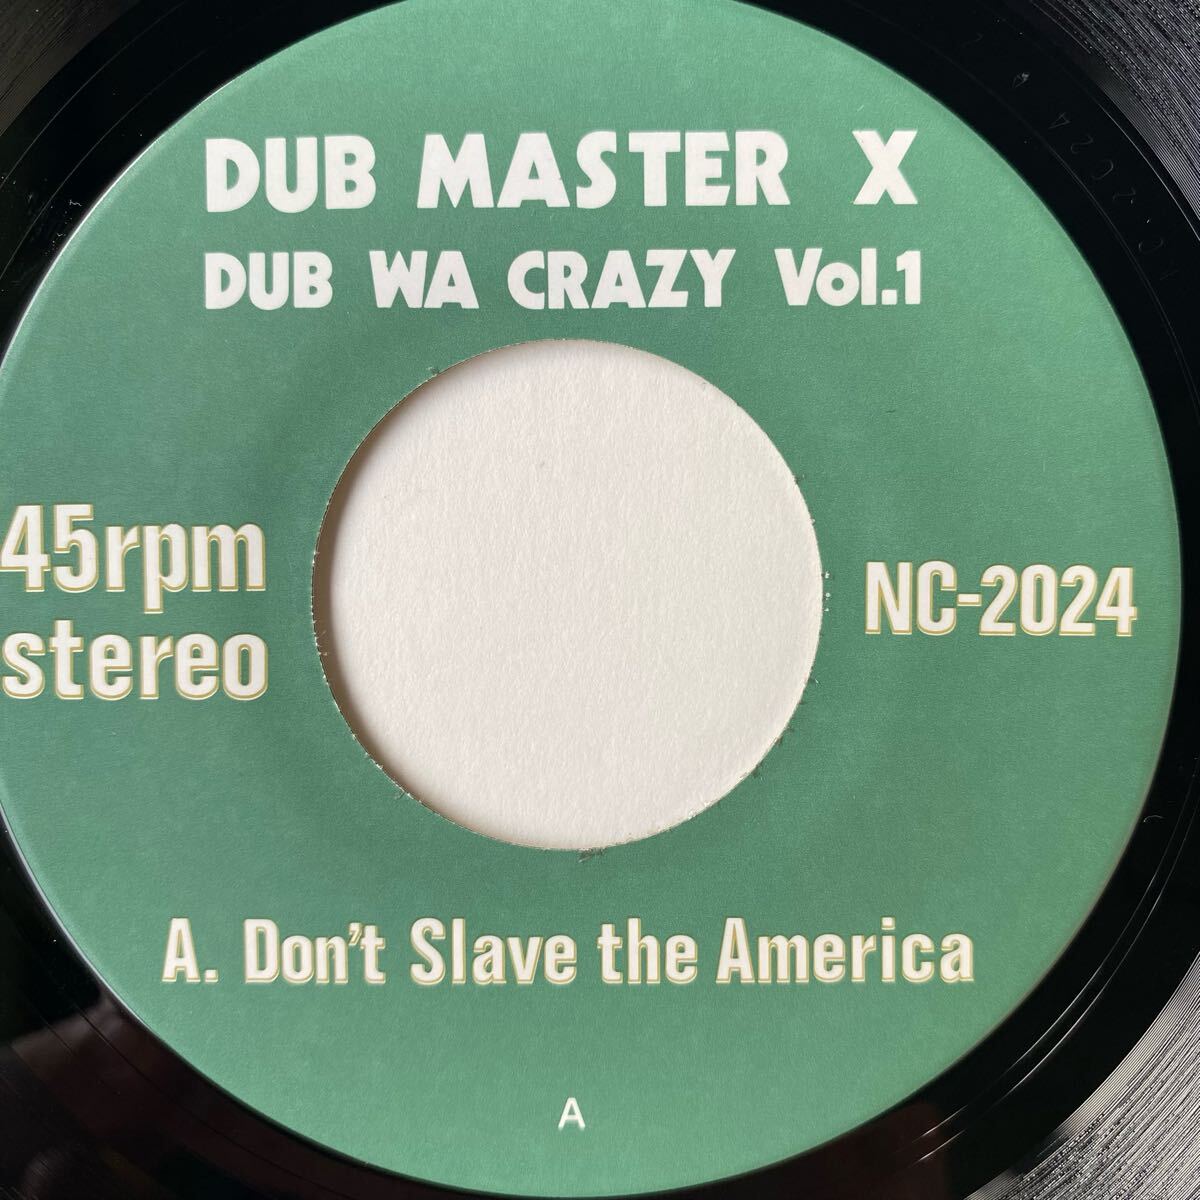 DUB MASTER X
DUB WA CRAZY Vol.1
45rpm
stereo
NC-2024
A. Don't Slave the America
A